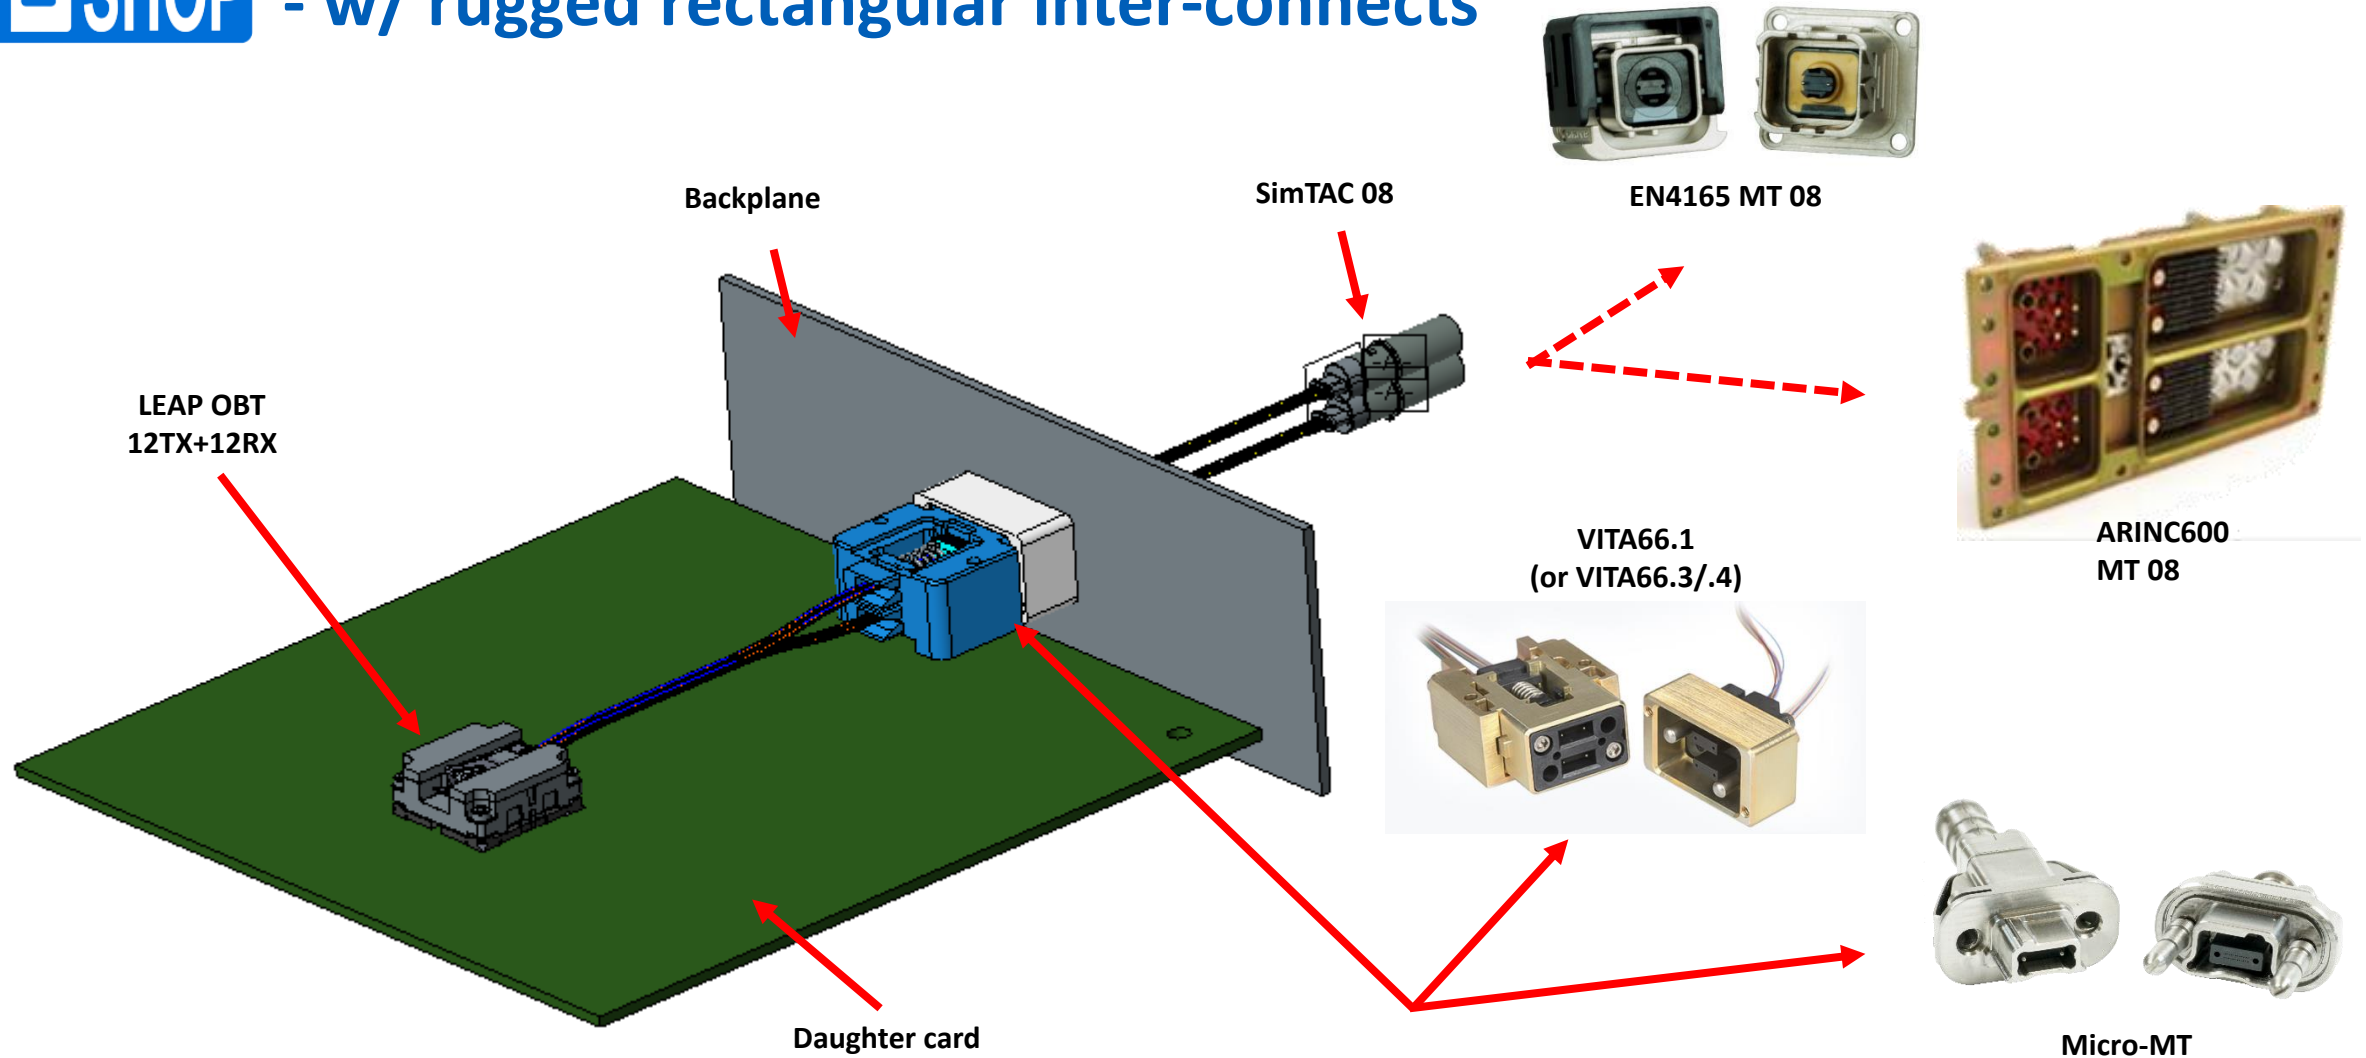 SHOP - w/ rugged rectangular inter-connects
Backplane
SimTAC 08
EN4165 MT 08
LEAP OBT
12TX+12RX
VITA66.1
(or VITA66.3/.4)
ARINC600
MT 08
Daughter card
Micro-MT